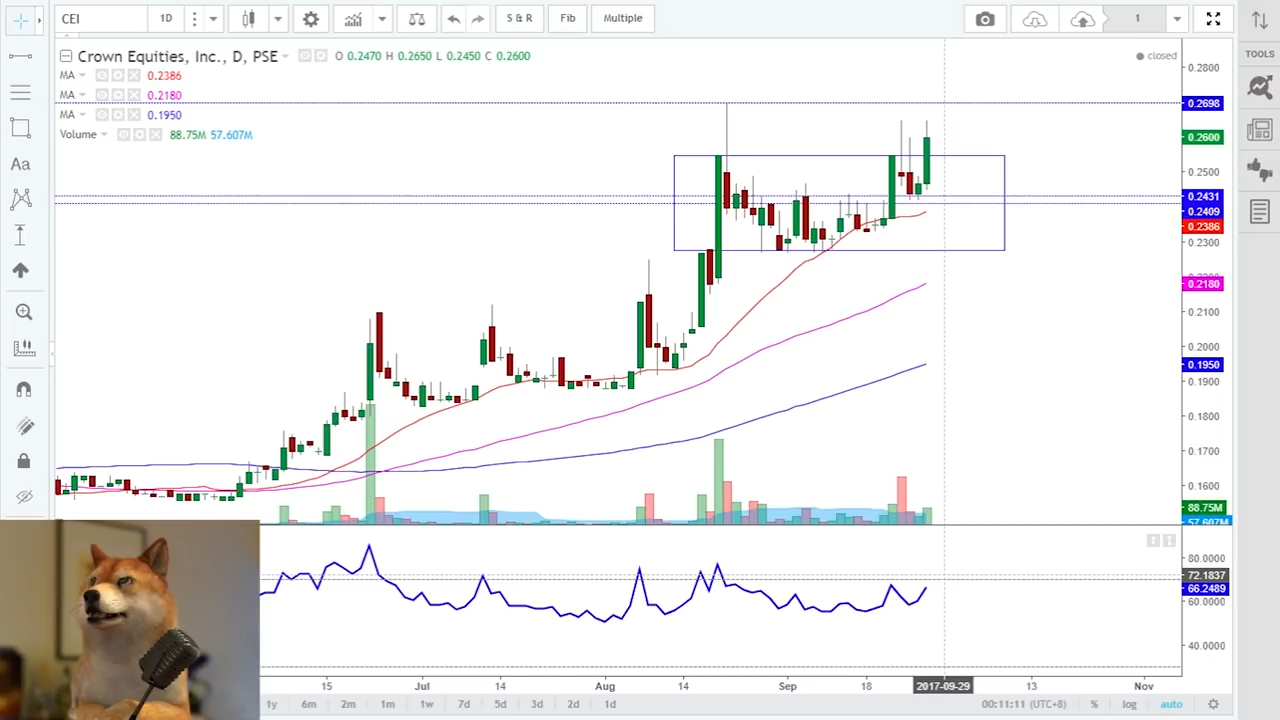 CEI 1D S & R Fib Multiple 1
Crown Equities, Inc., D, PSE O 0.2470 H 0.2650 L 0.2450 C 0.2600
closed
TOOLS
MA 0.2386
MA 0.2180
MA 0.1950
Volume 88.75M 57.607M
Aa
0.2800
0.2698
0.2600
0.2500
0.2431
0.2409
0.2386
0.2300
0.2180
0.2100
0.2000
0.1950
0.1900
0.1800
0.1700
0.1600
88.75M
57.607M
80.0000
72.1837
66.2489
60.0000
40.0000
15 Jul Aug 14 Sep 18 2017-09-29 13 Nov
1y 6m 2m 1m 1w 7d 5d 3d 2d 1d 00:11:11 (UTC+8) % log auto